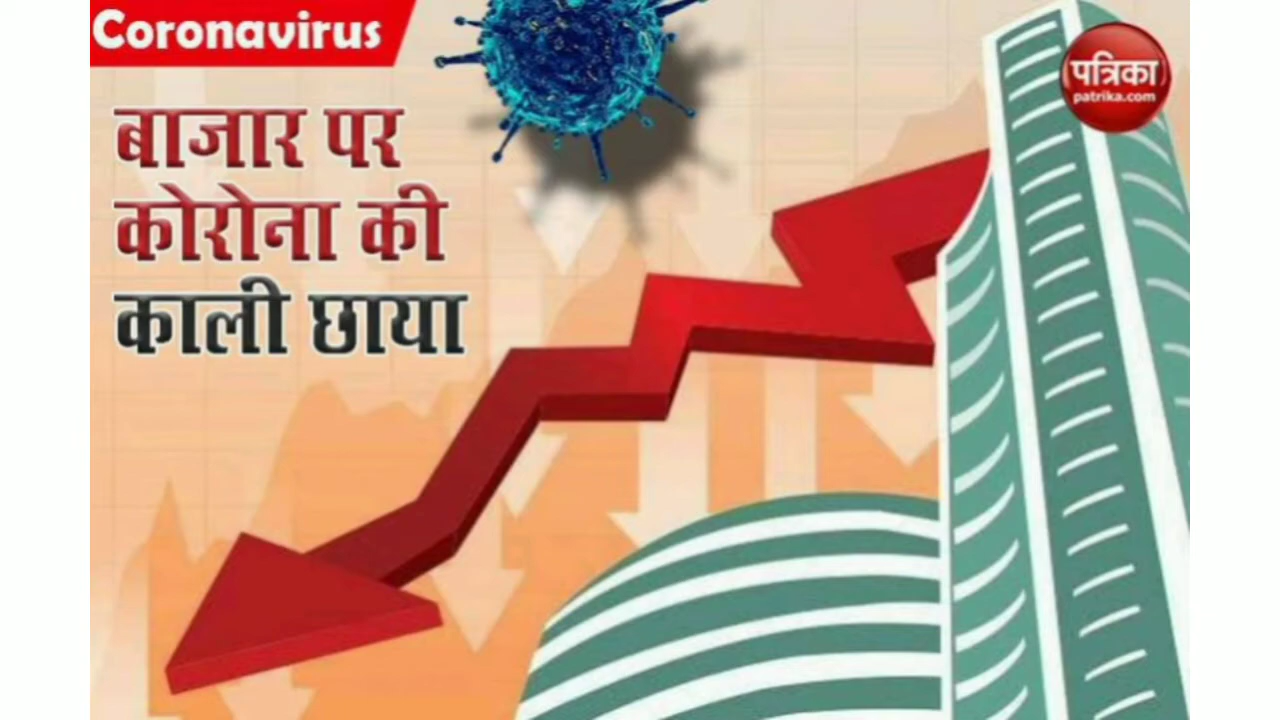 Coronavirus
बाजार पर
कोरोना की
काली छाया
पत्रिका
patrika.com